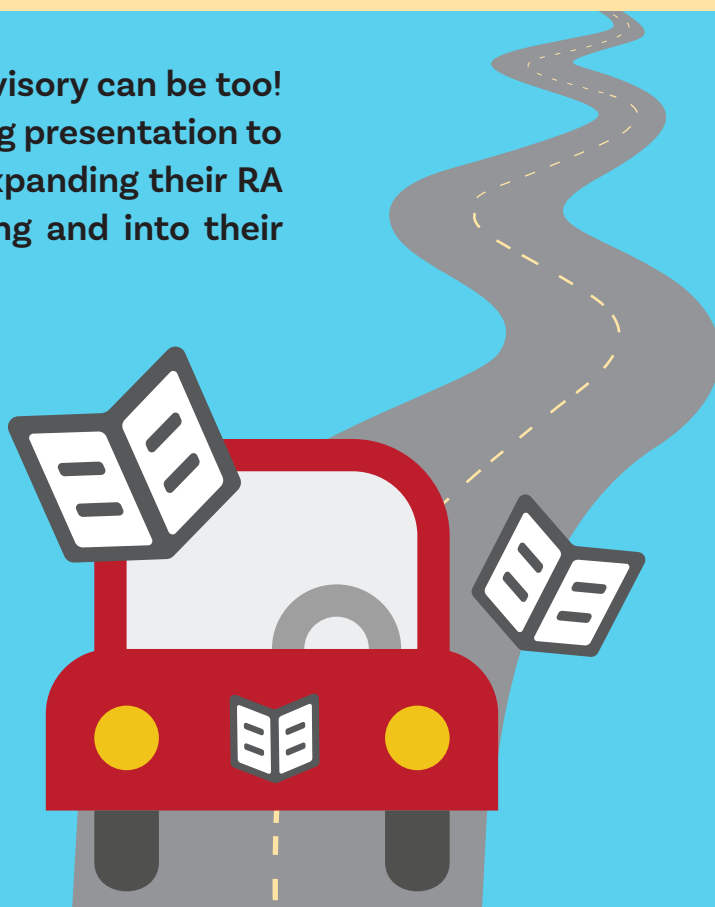 visory can be too!
g presentation to
xpanding their RA
ng and into their